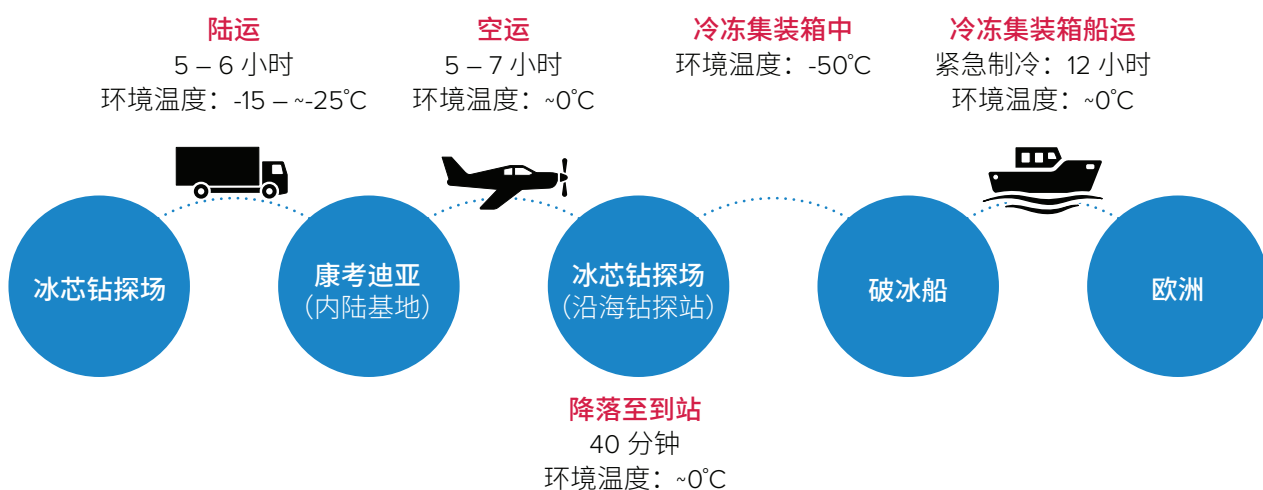 陆运
5 – 6 小时
环境温度：-15 – ~-25°C
空运
5 – 7 小时
环境温度：~0°C
冷冻集装箱中
环境温度：-50°C
冷冻集装箱船运
紧急制冷：12 小时
环境温度：~0°C
冰芯钻探场
康考迪亚
（内陆基地）
冰芯钻探场
（沿海钻探站）
破冰船
欧洲
降落至到站
40 分钟
环境温度：~0°C